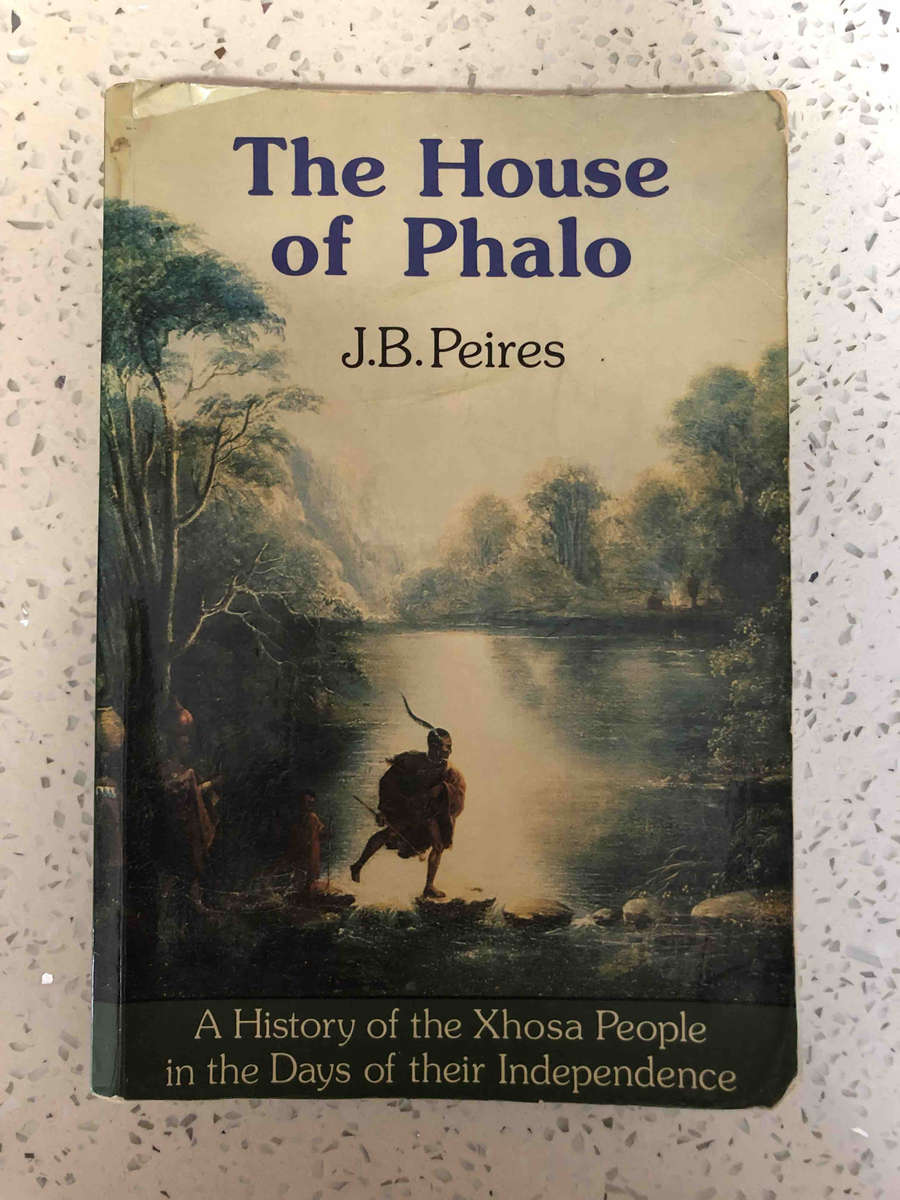 The House
of Phalo
J.B. Peires
A History of the Xhosa People
in the Days of their Independence